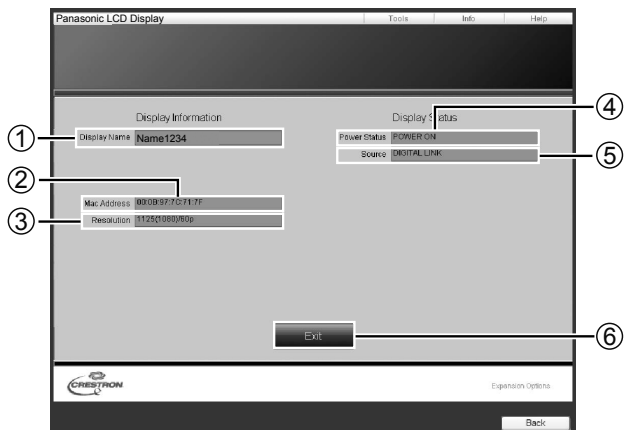 Panasonic LCD Display
Tools Info Help
Display Information
Display Status
① Display Name Name1234
Power Status POWER ON ④
Source DIGITAL LINK ⑤
② Mac Address 00:0B:97:7C:71:7F
③ Resolution 1125(1080)/60p
Exit ⑥
CRESTRON
Expansion Options
Back